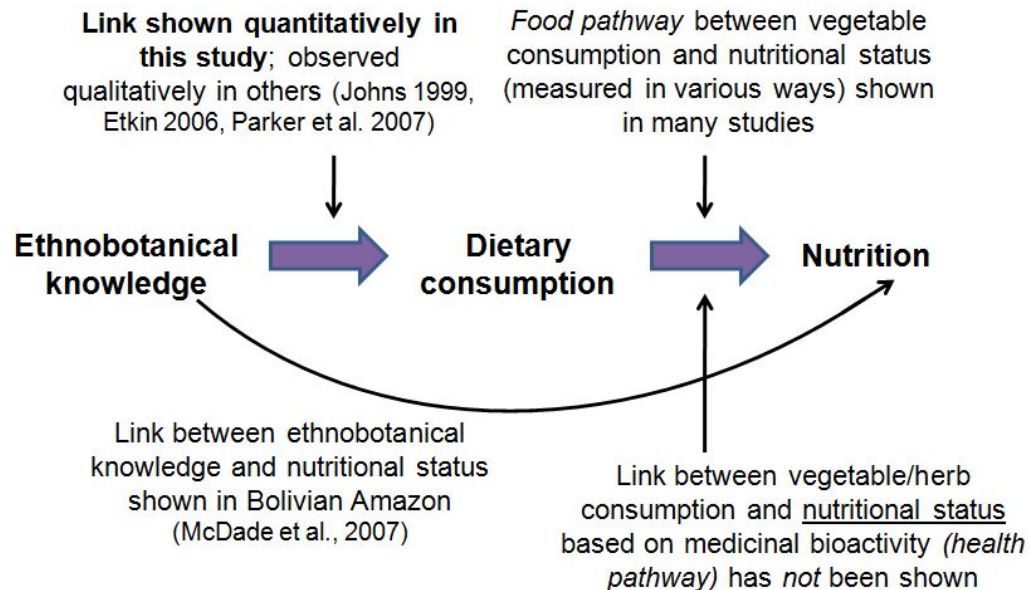 Link shown quantitatively in
this study; observed
qualitatively in others (Johns 1999,
Etkin 2006, Parker et al. 2007)
Food pathway between vegetable
consumption and nutritional status
(measured in various ways) shown
in many studies
Ethnobotanical
knowledge
Dietary
consumption
Nutrition
Link between ethnobotanical
knowledge and nutritional status
shown in Bolivian Amazon
(McDade et al., 2007)
Link between vegetable/herb
consumption and nutritional status
based on medicinal bioactivity (health
pathway) has not been shown